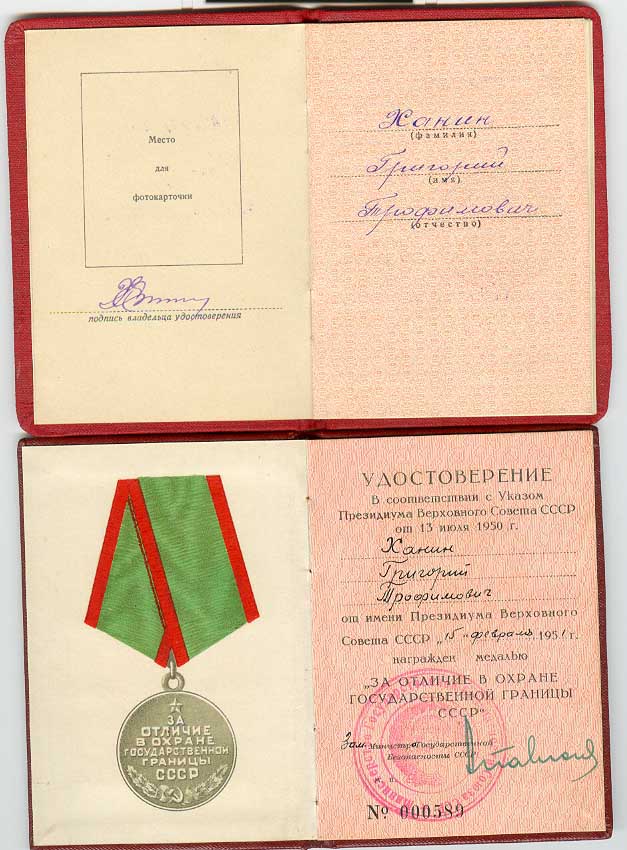 Место
для
фотокарточки
подпись владельца удостоверения
Ханин
(фамилия)
Григорий
(имя)
Трофимович
(отчество)
ЗА
ОТЛИЧИЕ
В ОХРАНЕ
ГОСУДАРСТВЕННОЙ
ГРАНИЦЫ
СССР
УДОСТОВЕРЕНИЕ
В соответствии с Указом
Президиума Верховного Совета СССР
от 13 июля 1950 г.
Ханин
Григорий
Трофимович
от имени Президиума Верховного
Совета СССР „15" февраля 1951 г.
награжден медалью
„ЗА ОТЛИЧИЕ В ОХРАНЕ
ГОСУДАРСТВЕННОЙ ГРАНИЦЫ
СССР"
Зам. Министр Государственной
Безопасности СССР
№ 000589